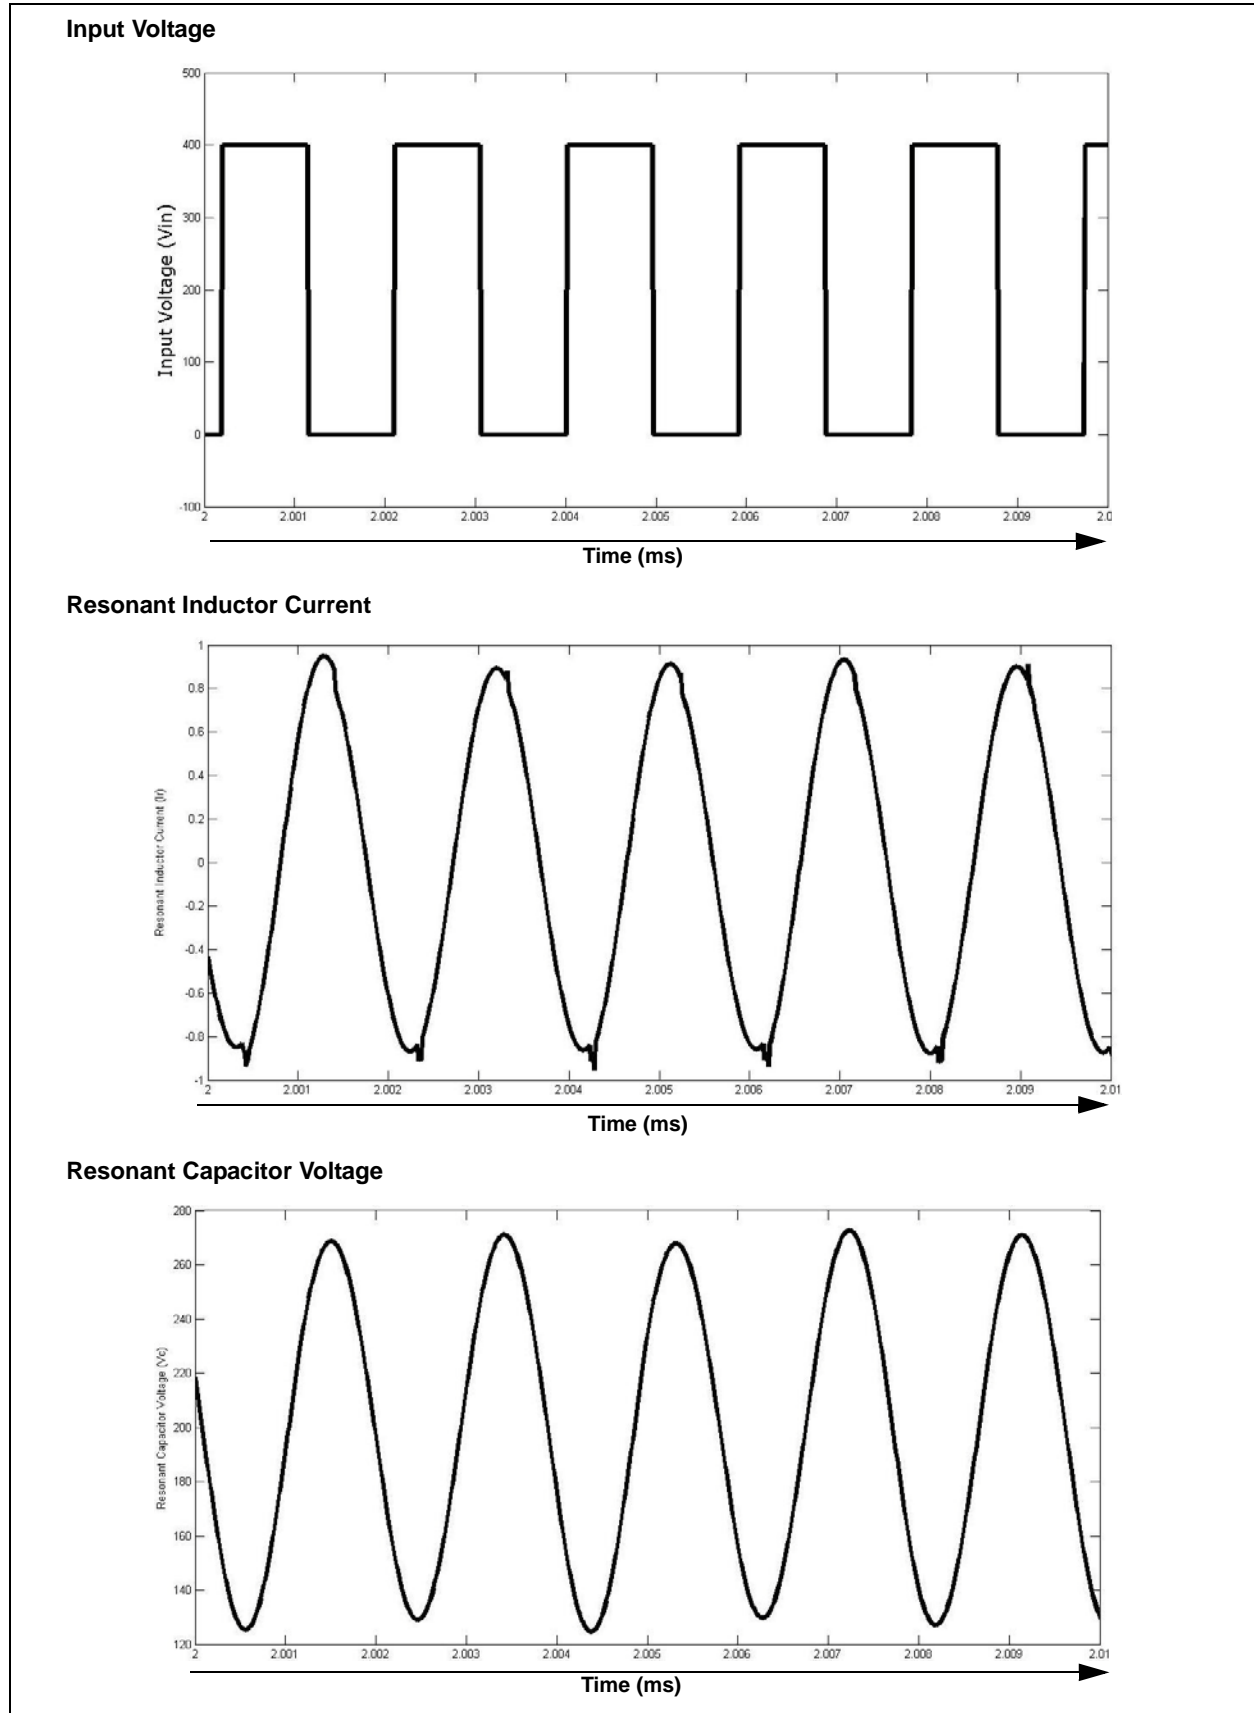 Input Voltage
500
400
300
200
100
0
-100
Input Voltage (Vin)
2 2.001 2.002 2.003 2.004 2.005 2.006 2.007 2.008 2.009 2.0
Time (ms)
Resonant Inductor Current
1
0.8
0.6
0.4
0.2
0
-0.2
-0.4
-0.6
-0.8
-1
Resonant Inductor Current (Ir)
2 2.001 2.002 2.003 2.004 2.005 2.006 2.007 2.008 2.009 2.01
Time (ms)
Resonant Capacitor Voltage
280
260
240
220
200
180
160
140
120
Resonant Capacitor Voltage (Vc)
2 2.001 2.002 2.003 2.004 2.005 2.006 2.007 2.008 2.009 2.01
Time (ms)